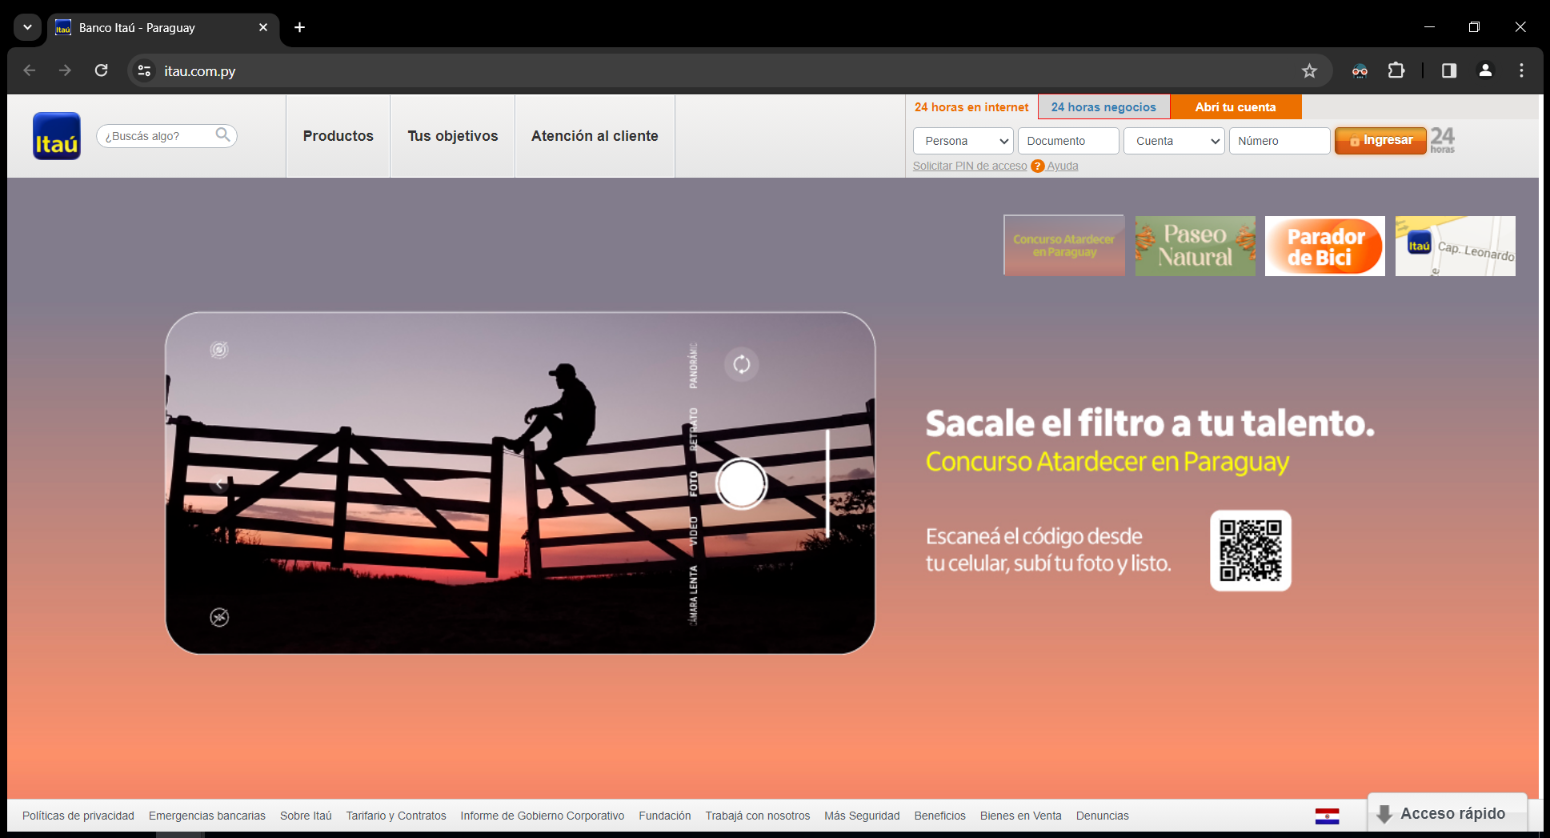 Banco Itaú - Paraguay
itau.com.py
Itaú
¿Buscás algo?
Productos
Tus objetivos
Atención al cliente
24 horas en internet
24 horas negocios
Abrí tu cuenta
Persona
Documento
Cuenta
Número
Ingresar
24
horas
Solicitar PIN de acceso ? Ayuda
Concurso Atardecer
en Paraguay
Paseo
Natural
Parador
de Bici
Itaú
Cap. Leonardo
PANORÁMIC
RETRATO
FOTO
VIDEO
CÁMARA LENTA
Sacale el filtro a tu talento.
Concurso Atardecer en Paraguay
Escaneá el código desde
tu celular, subí tu foto y listo.
Políticas de privacidad Emergencias bancarias Sobre Itaú Tarifario y Contratos Informe de Gobierno Corporativo Fundación Trabajá con nosotros Más Seguridad Beneficios Bienes en Venta Denuncias
Acceso rápido